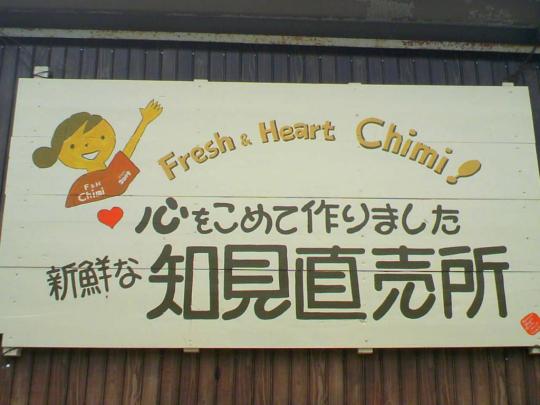 Fresh & Heart Chimi!
F&H
Chimi
心をこめて作りました
新鮮な知見直売所